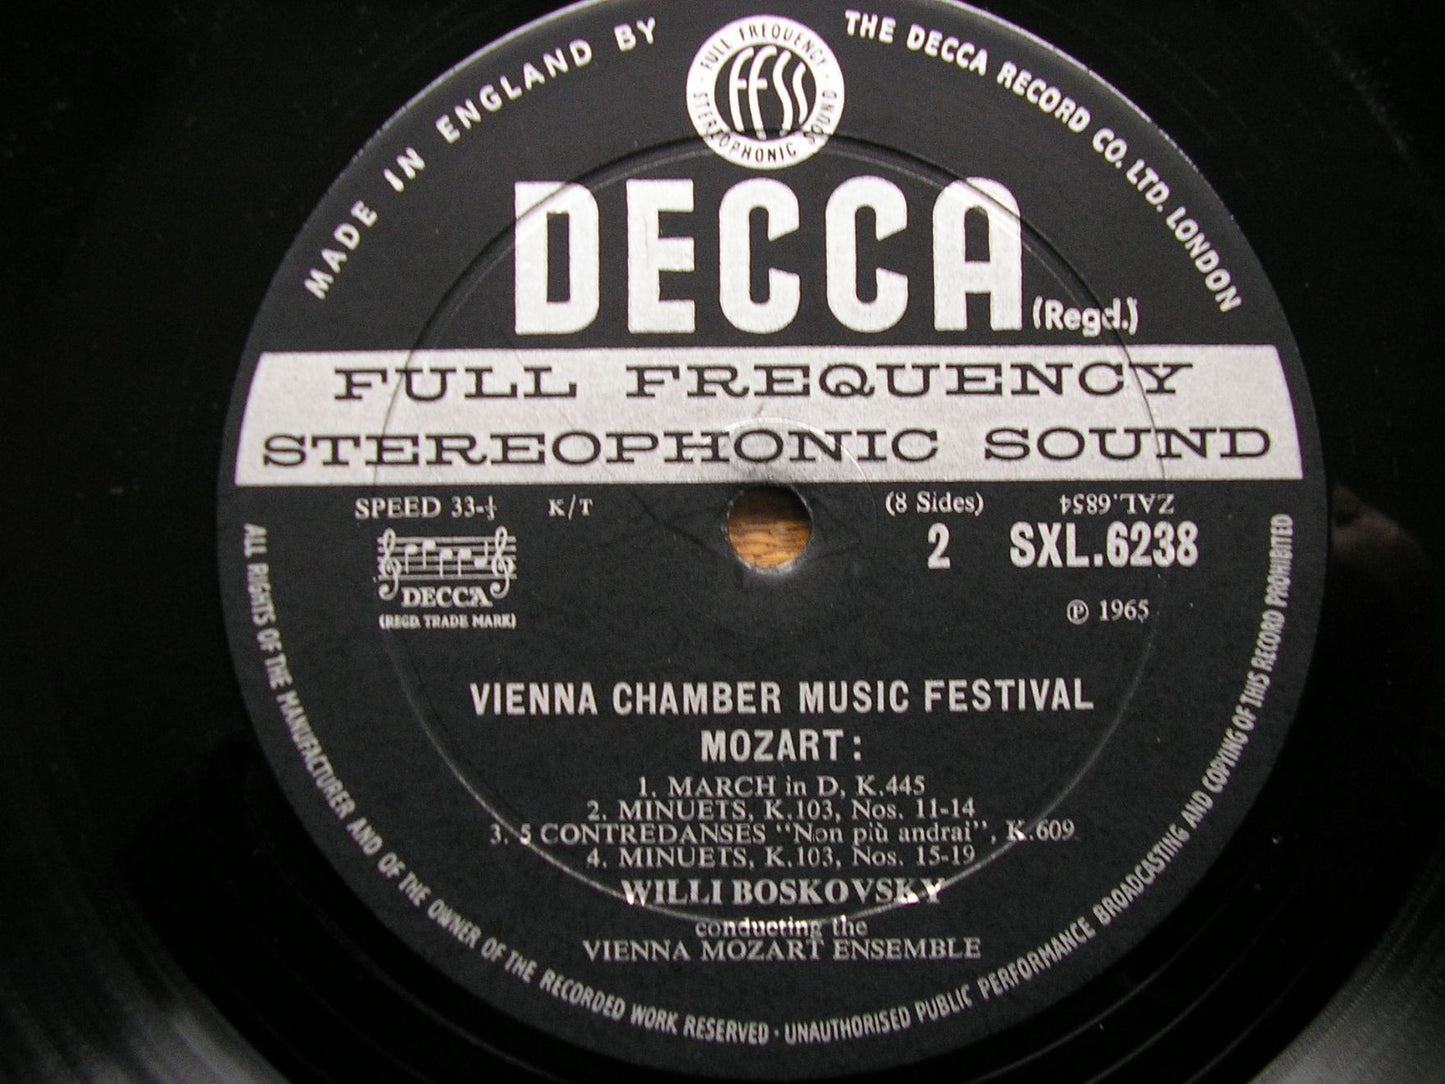 MADE IN ENGLAND BY
THE DECCA RECORD CO. LTD. LONDON
FULL FREQUENCY
STEREOPHONIC SOUND
FFSS
DECCA (Regd.)
FULL FREQUENCY
STEREOPHONIC SOUND
SPEED 33-⅓ K/T (8 Sides) ZAL.6854
2 SXL.6238
DECCA
(REGD. TRADE MARK)
℗ 1965
VIENNA CHAMBER MUSIC FESTIVAL
MOZART:
1. MARCH in D, K.445
2. MINUETS, K.103, Nos. 11-14
3. 5 CONTREDANSES "Non più andrai", K.609
4. MINUETS, K.103, Nos. 15-19
WILLI BOSKOVSKY
conducting the
VIENNA MOZART ENSEMBLE
ALL RIGHTS OF THE MANUFACTURER AND OF THE OWNER OF THE RECORDED WORK RESERVED · UNAUTHORISED PUBLIC PERFORMANCE BROADCASTING AND COPYING OF THIS RECORD PROHIBITED